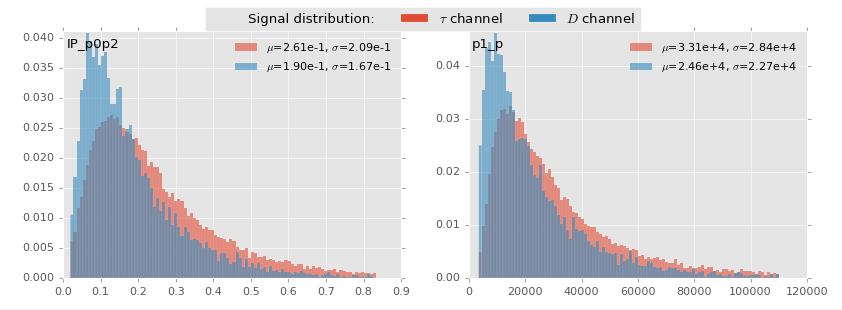 Signal distribution: τ channel D channel
IP_p0p2
μ=2.61e-1, σ=2.09e-1
μ=1.90e-1, σ=1.67e-1
0.040
0.035
0.030
0.025
0.020
0.015
0.010
0.005
0.000
0.0 0.1 0.2 0.3 0.4 0.5 0.6 0.7 0.8 0.9
p1_p
μ=3.31e+4, σ=2.84e+4
μ=2.46e+4, σ=2.27e+4
0.04
0.03
0.02
0.01
0.00
0 20000 40000 60000 80000 100000 120000